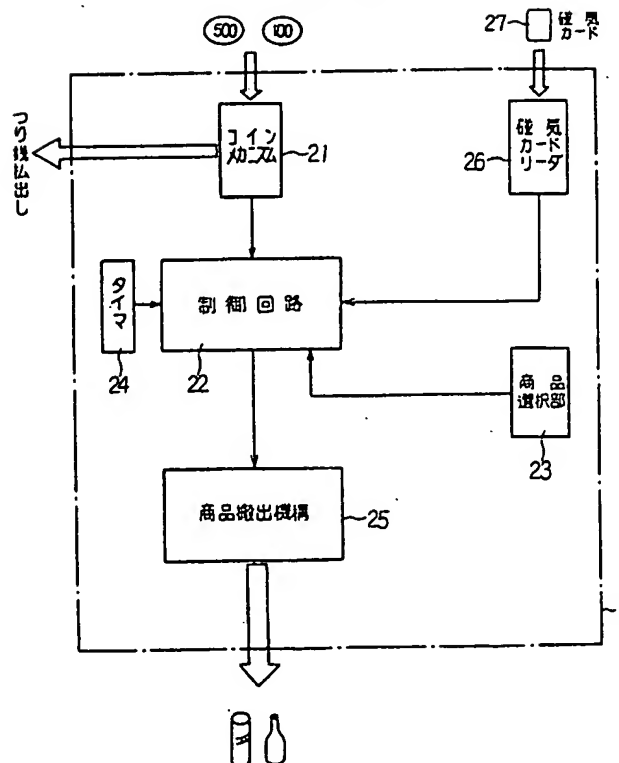 500 100
27 磁気
カード
つり銭払出し
コイン
メカニズム
21
磁気
カード
リーダ
26
タイマ
24
制御回路
22
商品
選択部
23
商品搬出機構
25